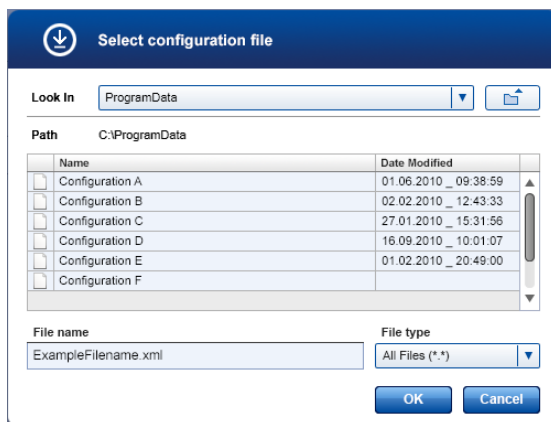 Select configuration file
Look In ProgramData
Path C:\ProgramData
Name Date Modified
Configuration A 01.06.2010 _ 09:38:59
Configuration B 02.02.2010 _ 12:43:33
Configuration C 27.01.2010 _ 15:31:56
Configuration D 16.09.2010 _ 10:01:07
Configuration E 01.02.2010 _ 20:49:00
Configuration F
File name File type
ExampleFilename.xml All Files (*.*)
OK Cancel